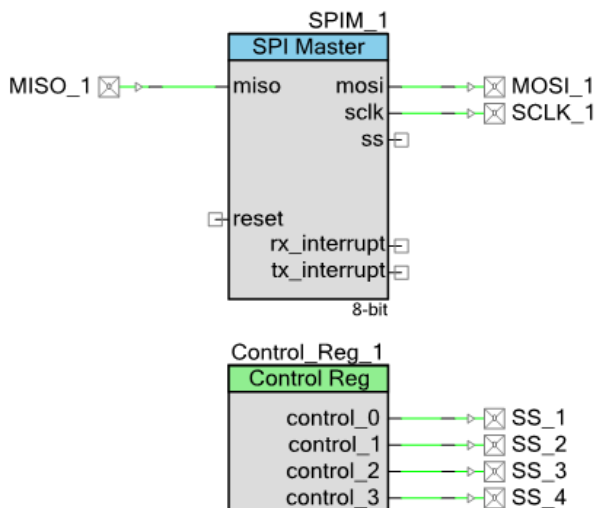 SPIM_1
SPI Master
MISO_1 miso mosi MOSI_1
sclk SCLK_1
ss
reset
rx_interrupt
tx_interrupt
8-bit
Control_Reg_1
Control Reg
control_0 SS_1
control_1 SS_2
control_2 SS_3
control_3 SS_4